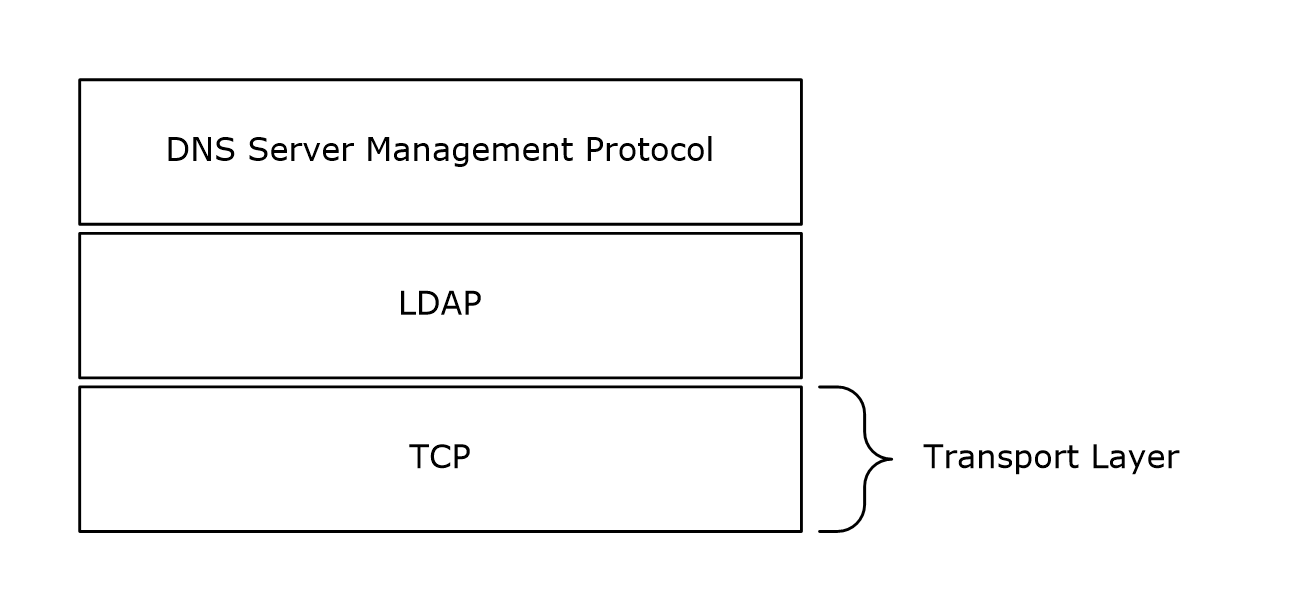 DNS Server Management Protocol
LDAP
TCP
Transport Layer